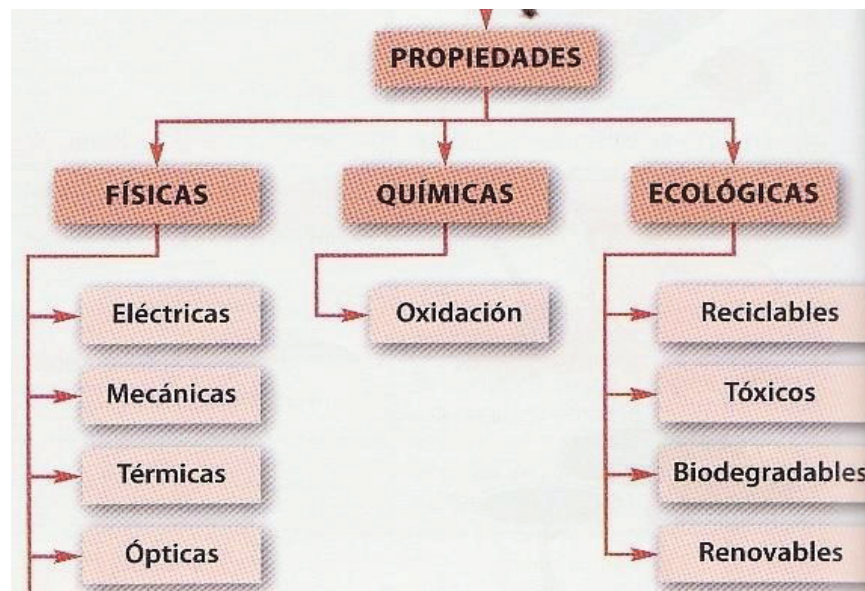 PROPIEDADES
FÍSICAS
QUÍMICAS
ECOLÓGICAS
Eléctricas
Mecánicas
Térmicas
Ópticas
Oxidación
Reciclables
Tóxicos
Biodegradables
Renovables